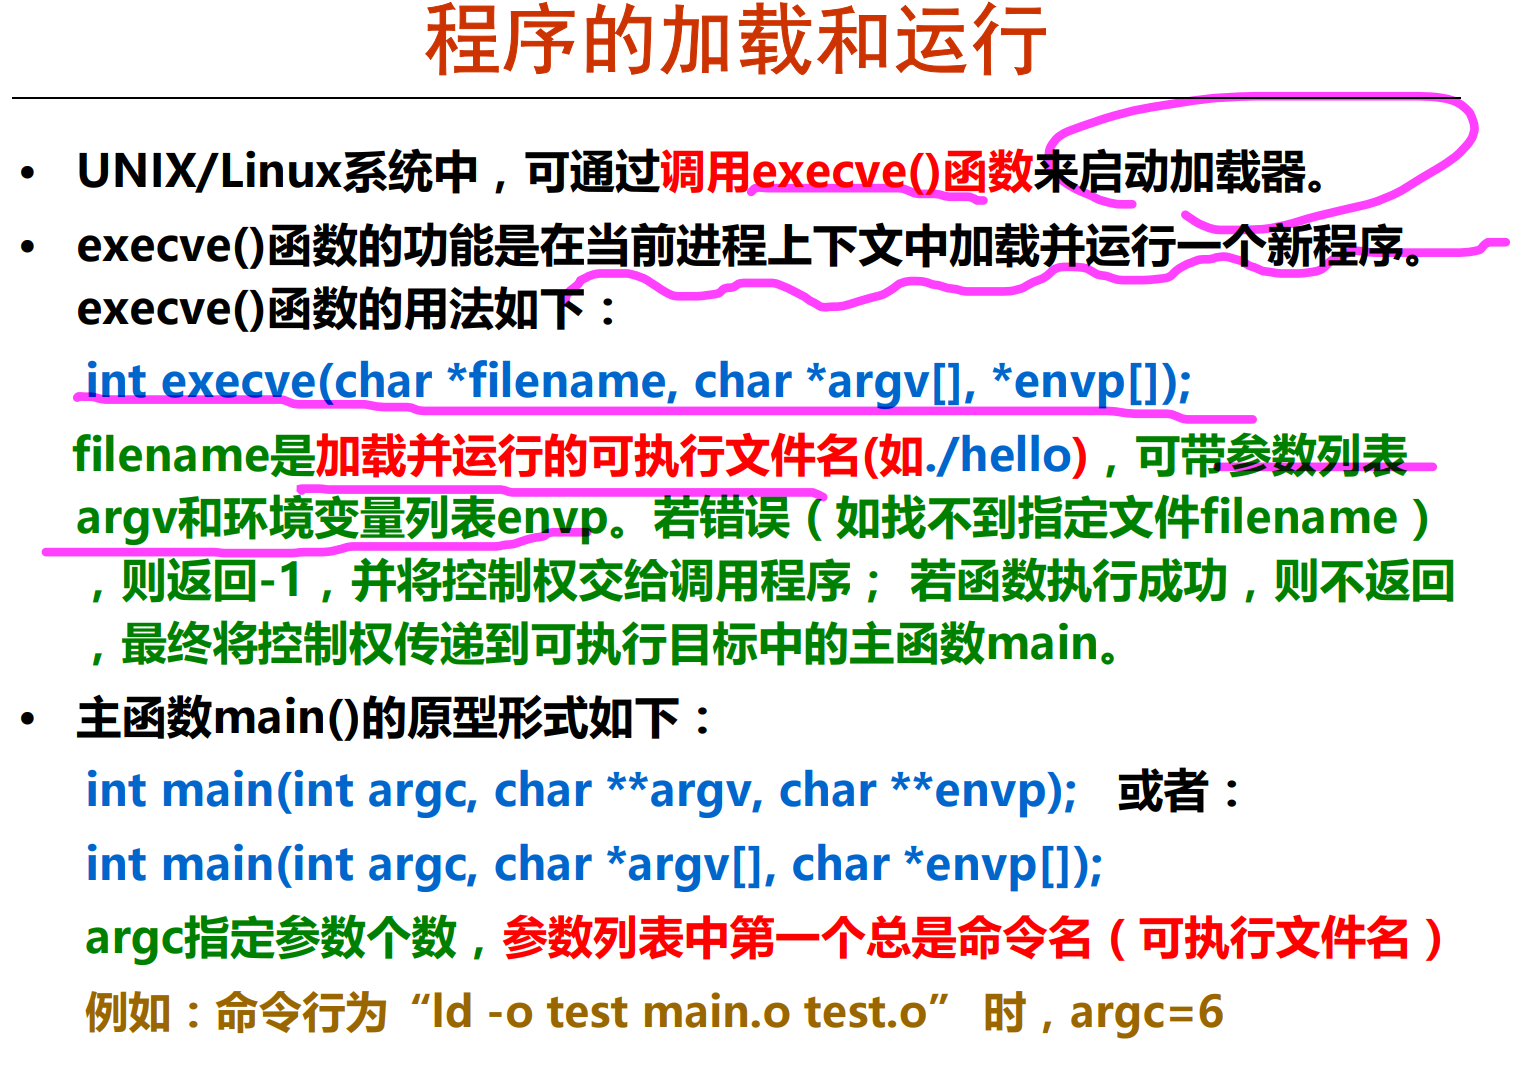 程序的加载和运行
• UNIX/Linux系统中，可通过调用execve()函数来启动加载器。
• execve()函数的功能是在当前进程上下文中加载并运行一个新程序。
execve()函数的用法如下：
int execve(char *filename, char *argv[], *envp[]);
filename是加载并运行的可执行文件名(如./hello)，可带参数列表
argv和环境变量列表envp。若错误（如找不到指定文件filename）
，则返回-1，并将控制权交给调用程序； 若函数执行成功，则不返回
，最终将控制权传递到可执行目标中的主函数main。
• 主函数main()的原型形式如下：
int main(int argc, char **argv, char **envp); 或者：
int main(int argc, char *argv[], char *envp[]);
argc指定参数个数，参数列表中第一个总是命令名（可执行文件名）
例如：命令行为“ld -o test main.o test.o” 时，argc=6